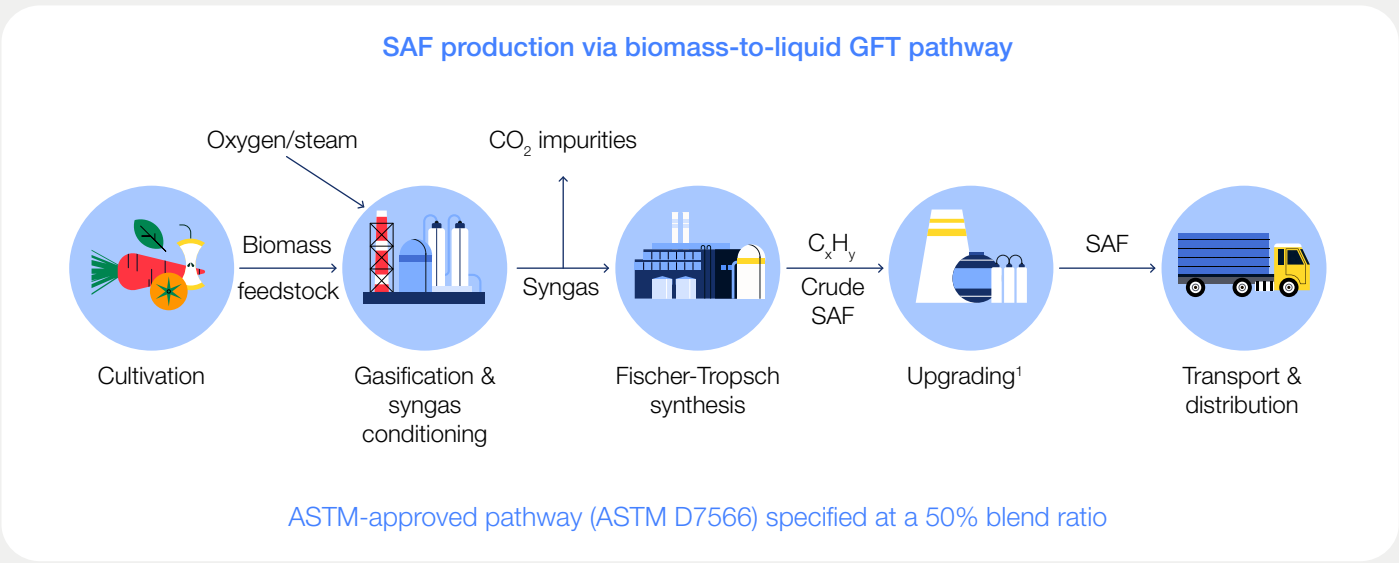 SAF production via biomass-to-liquid GFT pathway
Oxygen/steam
CO₂ impurities
Biomass
feedstock
Syngas
CₓHᵧ
Crude
SAF
SAF
Cultivation
Gasification &
syngas
conditioning
Fischer-Tropsch
synthesis
Upgrading¹
Transport &
distribution
ASTM-approved pathway (ASTM D7566) specified at a 50% blend ratio